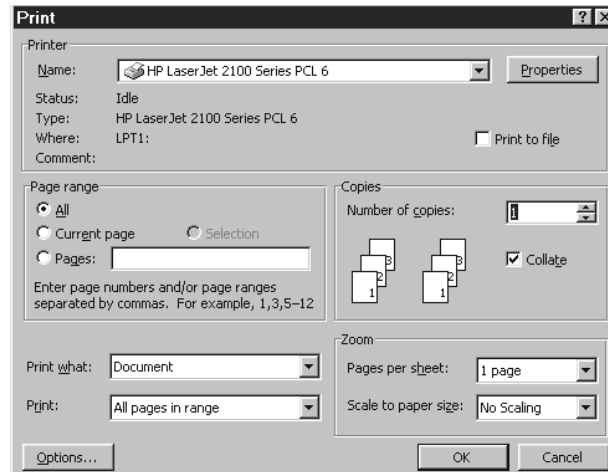 Print
Printer
Name: HP LaserJet 2100 Series PCL 6 Properties
Status: Idle
Type: HP LaserJet 2100 Series PCL 6
Where: LPT1: Print to file
Comment:
Page range
All
Current page Selection
Pages:
Enter page numbers and/or page ranges
separated by commas. For example, 1,3,5–12
Copies
Number of copies: 1
3 3
2 2
1 1
Collate
Print what: Document
Print: All pages in range
Zoom
Pages per sheet: 1 page
Scale to paper size: No Scaling
Options... OK Cancel